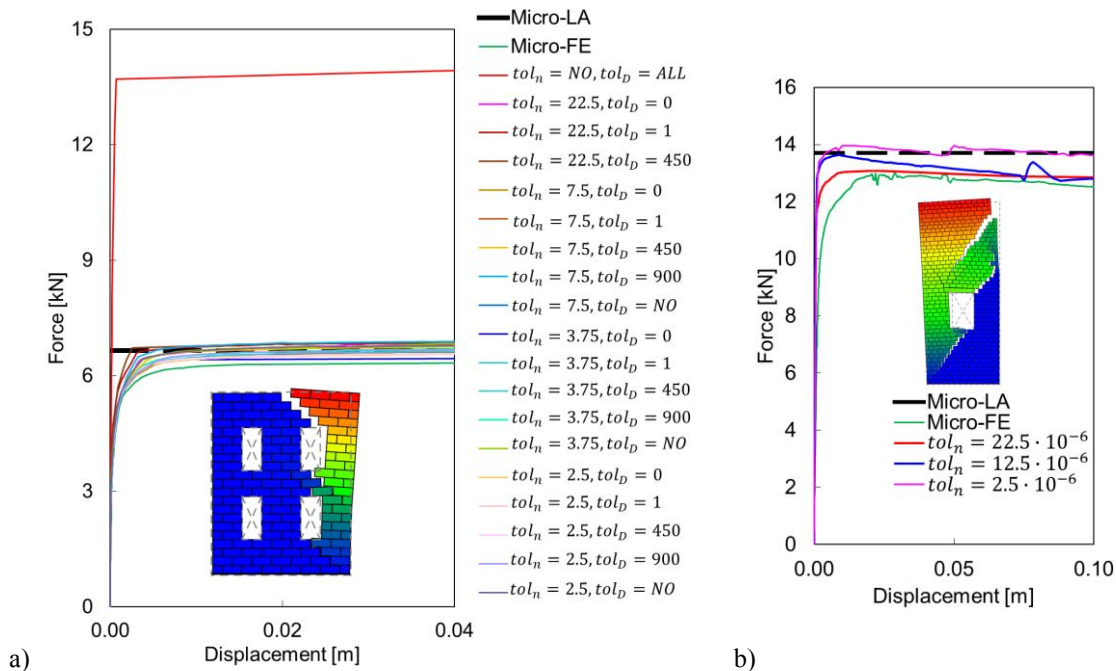 15
12
9
6
3
0
Force [kN]
0.00
0.02
0.04
Displacement [m]
a)
Micro-LA
Micro-FE
tol_n = NO, tol_D = ALL
tol_n = 22.5, tol_D = 0
tol_n = 22.5, tol_D = 1
tol_n = 22.5, tol_D = 450
tol_n = 7.5, tol_D = 0
tol_n = 7.5, tol_D = 1
tol_n = 7.5, tol_D = 450
tol_n = 7.5, tol_D = 900
tol_n = 7.5, tol_D = NO
tol_n = 3.75, tol_D = 0
tol_n = 3.75, tol_D = 1
tol_n = 3.75, tol_D = 450
tol_n = 3.75, tol_D = 900
tol_n = 3.75, tol_D = NO
tol_n = 2.5, tol_D = 0
tol_n = 2.5, tol_D = 1
tol_n = 2.5, tol_D = 450
tol_n = 2.5, tol_D = 900
tol_n = 2.5, tol_D = NO
16
14
12
10
8
6
4
2
0
Force [kN]
0.00
0.05
0.10
Displacement [m]
Micro-LA
Micro-FE
tol_n = 22.5 · 10⁻⁶
tol_n = 12.5 · 10⁻⁶
tol_n = 2.5 · 10⁻⁶
b)